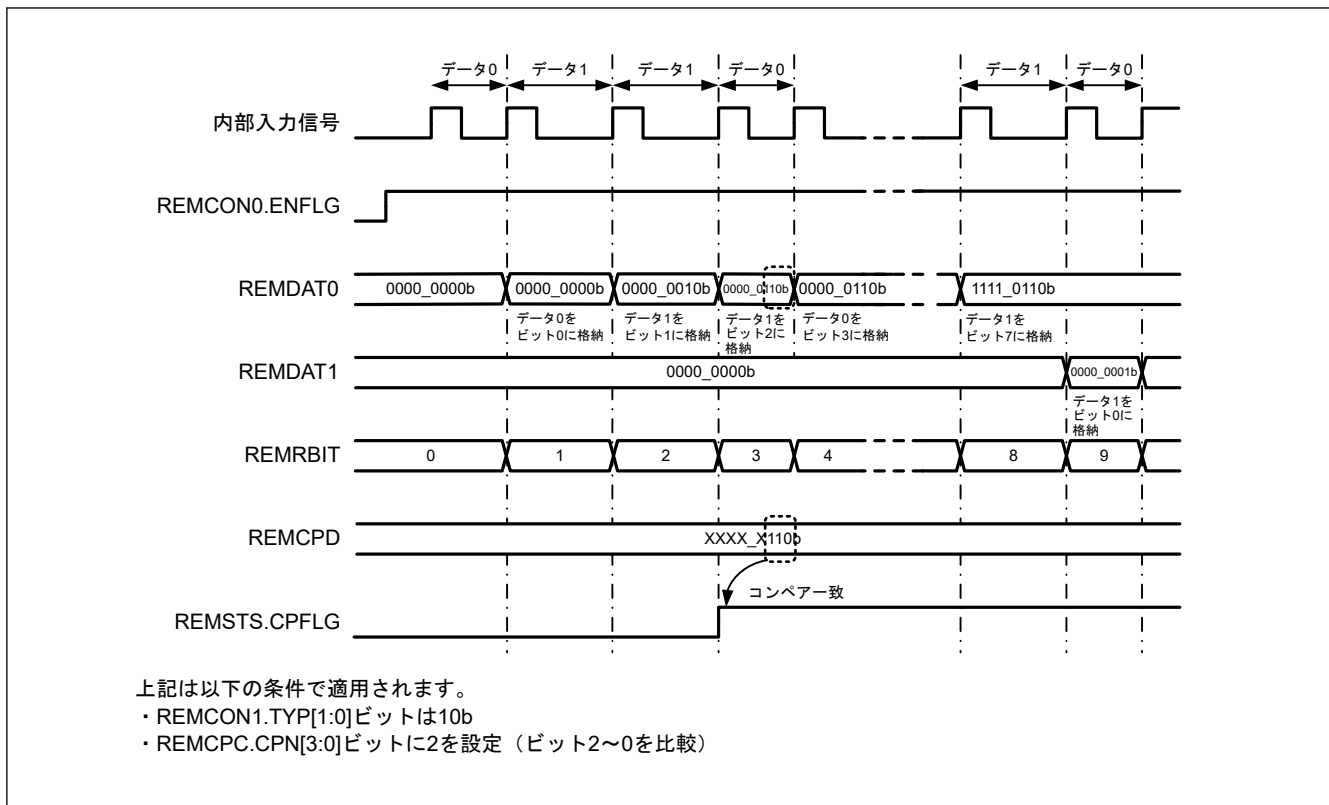 データ0 データ1 データ1 データ0 データ1 データ0
内部入力信号
REMCON0.ENFLG
REMDAT0 0000_0000b 0000_0000b 0000_0010b 0000_0110b 0000_0110b 1111_0110b
データ0を データ1を データ1を データ0を データ1を
ビット0に格納 ビット1に格納 ビット2に ビット3に格納 ビット7に格納
格納
REMDAT1 0000_0000b 0000_0001b
データ1を
ビット0に
格納
REMRBIT 0 1 2 3 4 8 9
REMCPD XXXX_X110b
コンペアー致
REMSTS.CPFLG
上記は以下の条件で適用されます。
・REMCON1.TYP[1:0]ビットは10b
・REMCPC.CPN[3:0]ビットに2を設定（ビット2～0を比較）